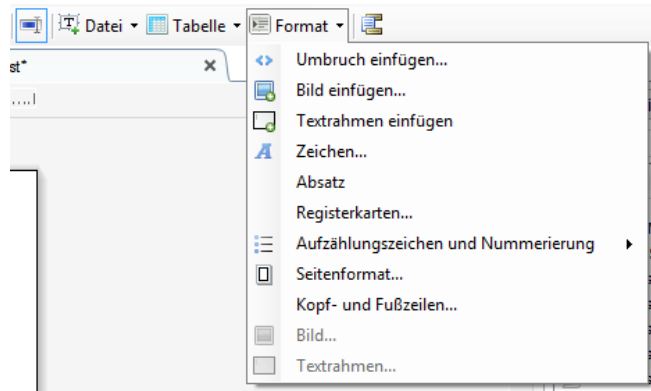 Datei Tabelle Format
st*
Umbruch einfügen...
Bild einfügen...
Textrahmen einfügen
Zeichen...
Absatz
Registerkarten...
Aufzählungszeichen und Nummerierung
Seitenformat...
Kopf- und Fußzeilen...
Bild...
Textrahmen...